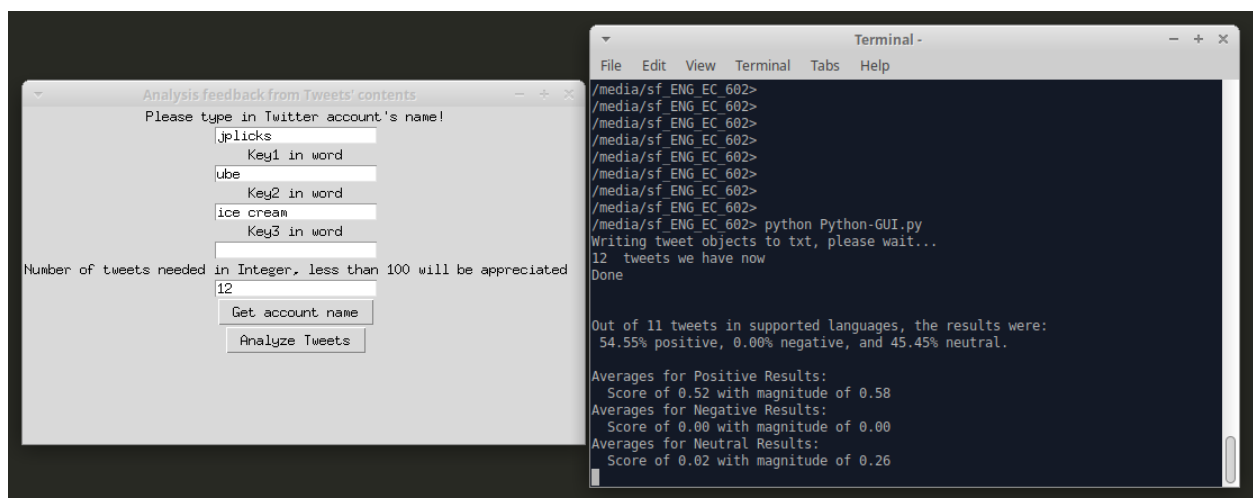 Analysis feedback from Tweets' contents
Please type in Twitter account's name!
jplicks
Key1 in word
ube
Key2 in word
ice cream
Key3 in word
Number of tweets needed in Integer, less than 100 will be appreciated
12
Get account name
Analyze Tweets
Terminal -
File Edit View Terminal Tabs Help
/media/sf_ENG_EC_602>
/media/sf_ENG_EC_602>
/media/sf_ENG_EC_602>
/media/sf_ENG_EC_602>
/media/sf_ENG_EC_602>
/media/sf_ENG_EC_602>
/media/sf_ENG_EC_602>
/media/sf_ENG_EC_602>
/media/sf_ENG_EC_602> python Python-GUI.py
Writing tweet objects to txt, please wait...
12  tweets we have now
Done
Out of 11 tweets in supported languages, the results were:
54.55% positive, 0.00% negative, and 45.45% neutral.
Averages for Positive Results:
Score of 0.52 with magnitude of 0.58
Averages for Negative Results:
Score of 0.00 with magnitude of 0.00
Averages for Neutral Results:
Score of 0.02 with magnitude of 0.26